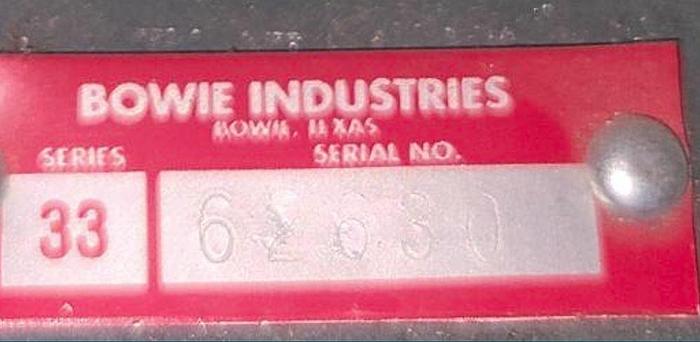 BOWIE INDUSTRIES
BOWIE, TEXAS
SERIES SERIAL NO.
33